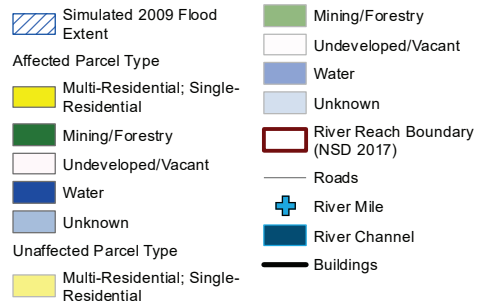 Simulated 2009 Flood
Extent
Affected Parcel Type
Multi-Residential; Single-
Residential
Mining/Forestry
Undeveloped/Vacant
Water
Unknown
Unaffected Parcel Type
Multi-Residential; Single-
Residential
Mining/Forestry
Undeveloped/Vacant
Water
Unknown
River Reach Boundary
(NSD 2017)
Roads
River Mile
River Channel
Buildings